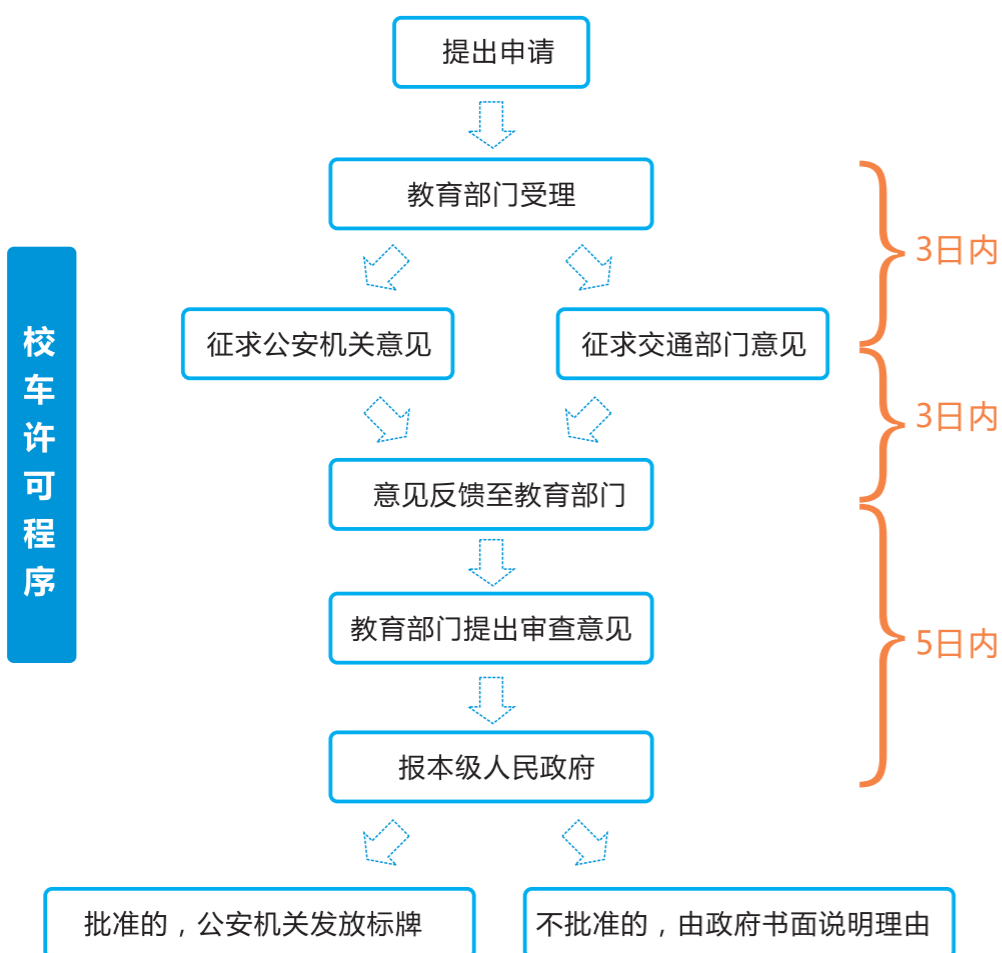 提出申请
教育部门受理
3日内
校车许可程序
征求公安机关意见
征求交通部门意见
3日内
意见反馈至教育部门
教育部门提出审查意见
5日内
报本级人民政府
批准的，公安机关发放标牌
不批准的，由政府书面说明理由